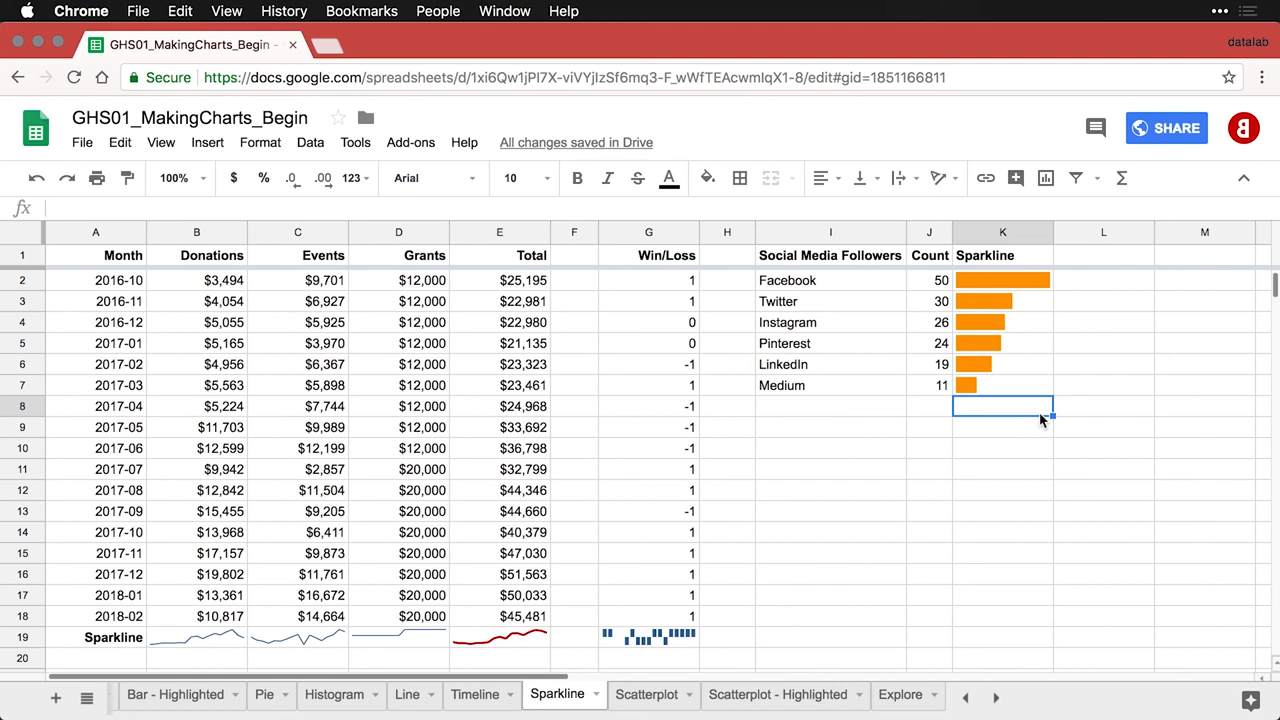 Chrome File Edit View History Bookmarks People Window Help
GHS01_MakingCharts_Begin -
datalab
Secure https://docs.google.com/spreadsheets/d/1xi6Qw1jPl7X-viVYjIzSf6mq3-F_wWfTEAcwmIqX1-8/edit#gid=1851166811
GHS01_MakingCharts_Begin
SHARE
File Edit View Insert Format Data Tools Add-ons Help All changes saved in Drive
100% $ % .0 .00 123 Arial 10 B I S A
fx
A B C D E F G H I J K L M
1 Month Donations Events Grants Total Win/Loss Social Media Followers Count Sparkline
2 2016-10 $3,494 $9,701 $12,000 $25,195 1 Facebook 50
3 2016-11 $4,054 $6,927 $12,000 $22,981 1 Twitter 30
4 2016-12 $5,055 $5,925 $12,000 $22,980 0 Instagram 26
5 2017-01 $5,165 $3,970 $12,000 $21,135 0 Pinterest 24
6 2017-02 $4,956 $6,367 $12,000 $23,323 -1 LinkedIn 19
7 2017-03 $5,563 $5,898 $12,000 $23,461 1 Medium 11
8 2017-04 $5,224 $7,744 $12,000 $24,968 -1
9 2017-05 $11,703 $9,989 $12,000 $33,692 -1
10 2017-06 $12,599 $12,199 $12,000 $36,798 -1
11 2017-07 $9,942 $2,857 $20,000 $32,799 1
12 2017-08 $12,842 $11,504 $20,000 $44,346 1
13 2017-09 $15,455 $9,205 $20,000 $44,660 -1
14 2017-10 $13,968 $6,411 $20,000 $40,379 1
15 2017-11 $17,157 $9,873 $20,000 $47,030 1
16 2017-12 $19,802 $11,761 $20,000 $51,563 1
17 2018-01 $13,361 $16,672 $20,000 $50,033 1
18 2018-02 $10,817 $14,664 $20,000 $45,481 1
19 Sparkline
20
Bar - Highlighted Pie Histogram Line Timeline Sparkline Scatterplot Scatterplot - Highlighted Explore